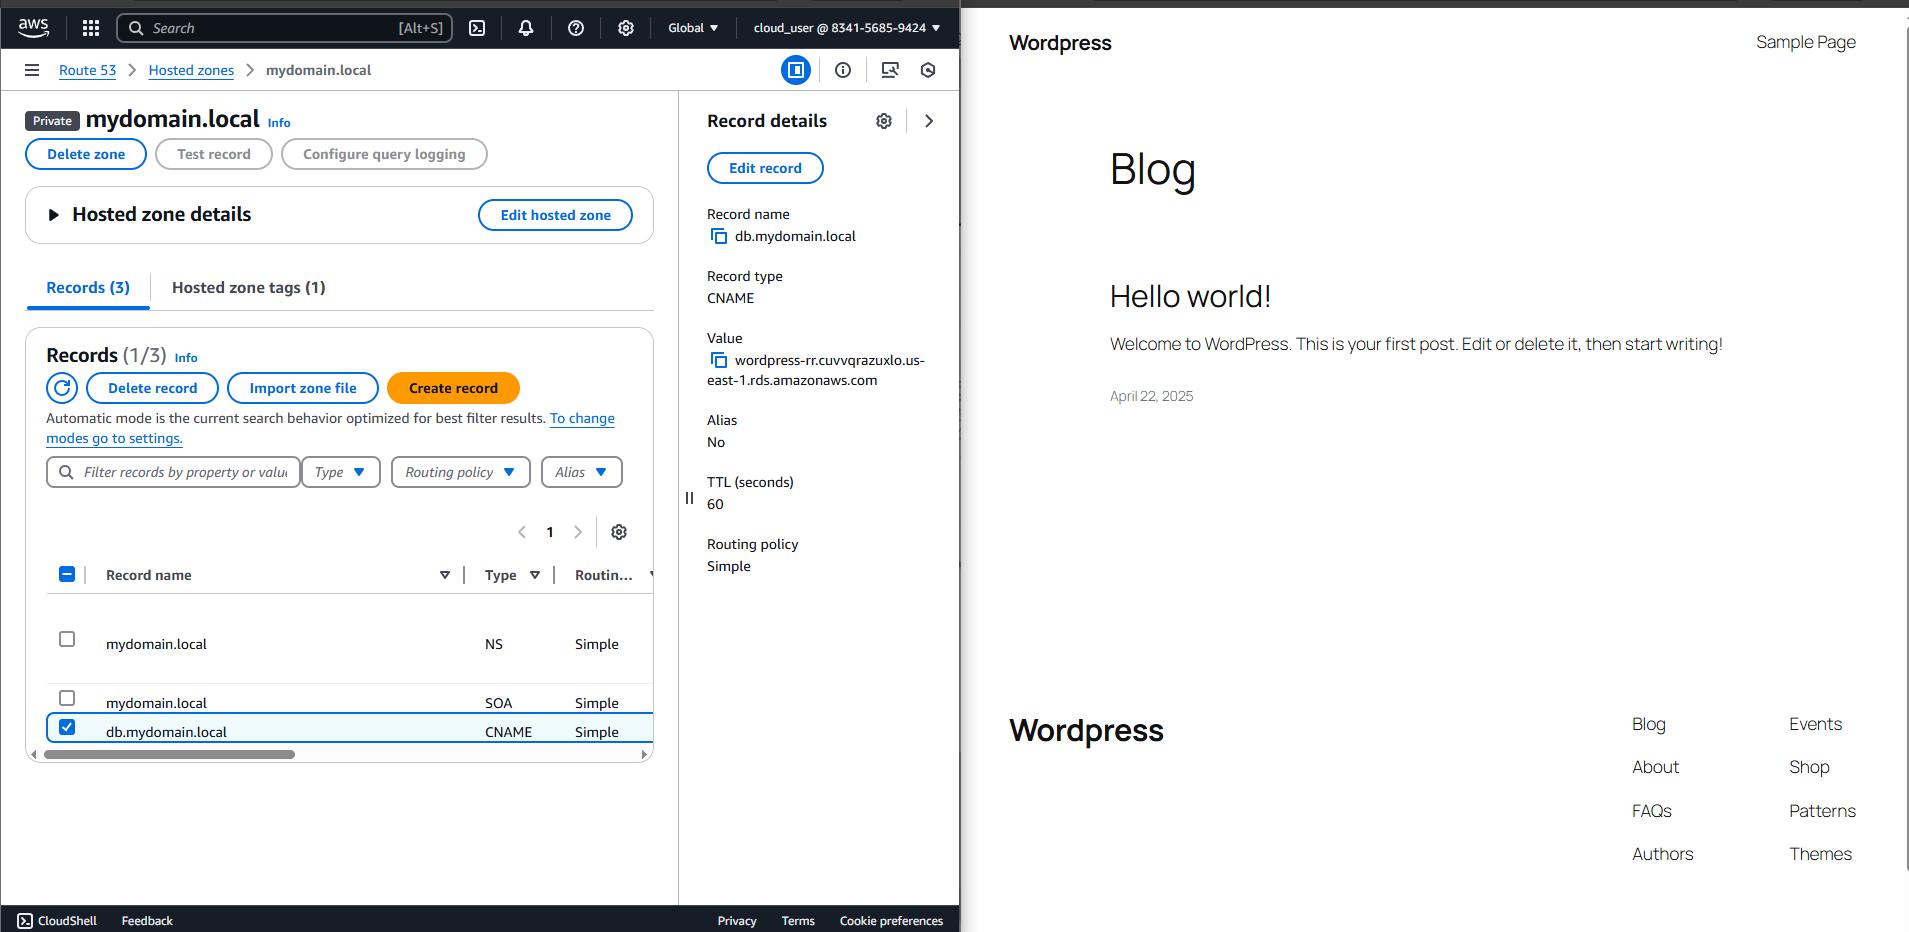 aws
Search
[Alt+S]
Global
cloud_user @ 8341-5685-9424
Route 53
Hosted zones
mydomain.local
Private
mydomain.local
Info
Delete zone
Test record
Configure query logging
Hosted zone details
Edit hosted zone
Records (3)
Hosted zone tags (1)
Records (1/3)
Info
Delete record
Import zone file
Create record
Automatic mode is the current search behavior optimized for best filter results. To change
modes go to settings.
Filter records by property or valu
Type
Routing policy
Alias
1
Record name
Type
Routin...
mydomain.local
NS
Simple
mydomain.local
SOA
Simple
db.mydomain.local
CNAME
Simple
Record details
Edit record
Record name
db.mydomain.local
Record type
CNAME
Value
wordpress-rr.cuvvqrazuxlo.us-
east-1.rds.amazonaws.com
Alias
No
TTL (seconds)
60
Routing policy
Simple
CloudShell
Feedback
Privacy
Terms
Cookie preferences
Wordpress
Sample Page
Blog
Hello world!
Welcome to WordPress. This is your first post. Edit or delete it, then start writing!
April 22, 2025
Wordpress
Blog
Events
About
Shop
FAQs
Patterns
Authors
Themes